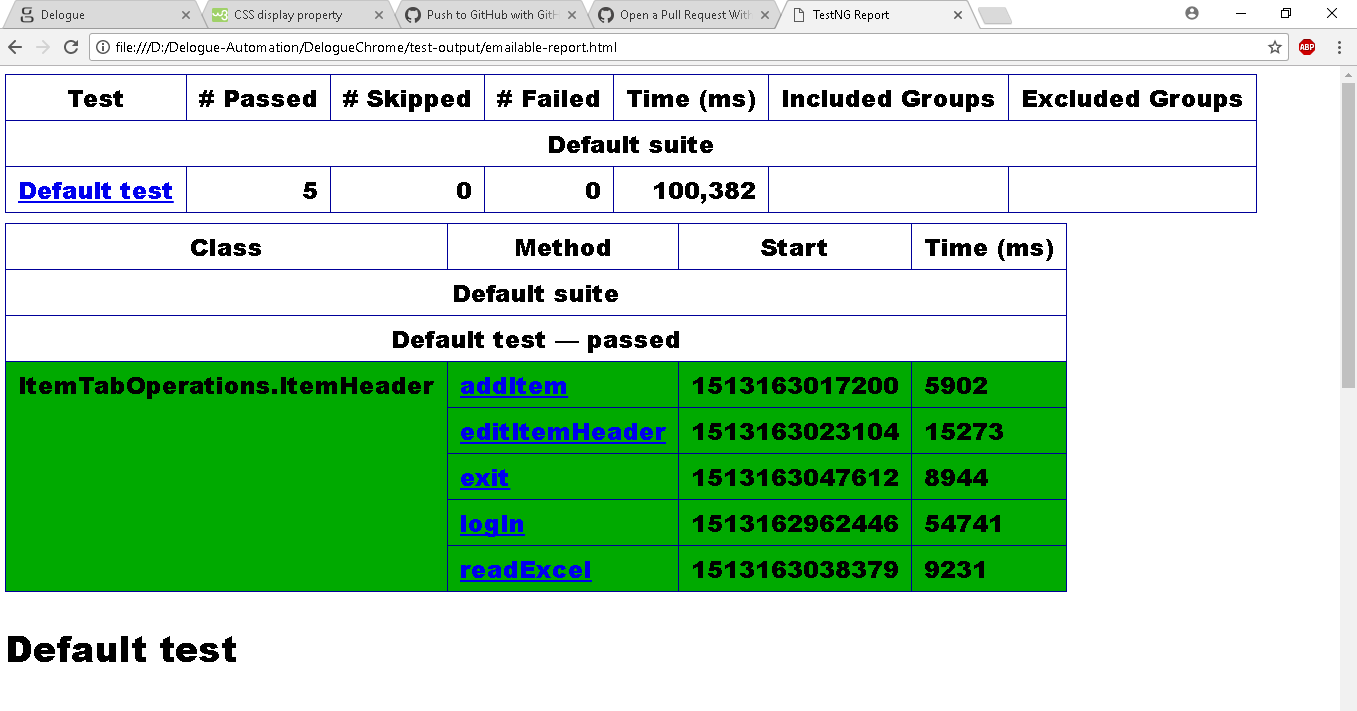 Delogue CSS display property Push to GitHub with GitH Open a Pull Request With TestNG Report
file:///D:/Delogue-Automation/DelogueChrome/test-output/emailable-report.html ABP
Test # Passed # Skipped # Failed Time (ms) Included Groups Excluded Groups
Default suite
Default test 5 0 0 100,382
Class Method Start Time (ms)
Default suite
Default test — passed
ItemTabOperations.ItemHeader addItem 1513163017200 5902
editItemHeader 1513163023104 15273
exit 1513163047612 8944
logIn 1513162962446 54741
readExcel 1513163038379 9231
Default test